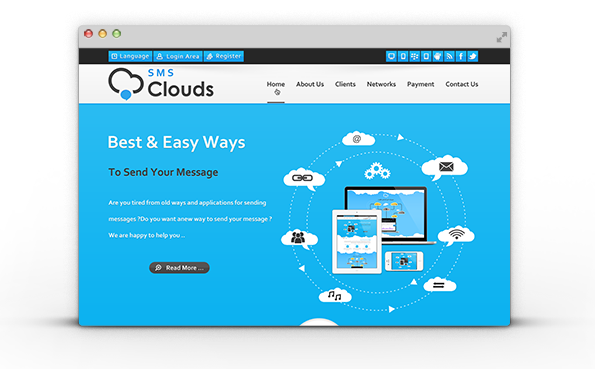 Language Login Area Register
SMS
Clouds
Home About Us Clients Networks Payment Contact Us
Best & Easy Ways
To Send Your Message
Are you tired from old ways and applications for sending
messages ?Do you want anew way to send your message ?
We are happy to help you ...
Read More ...
@